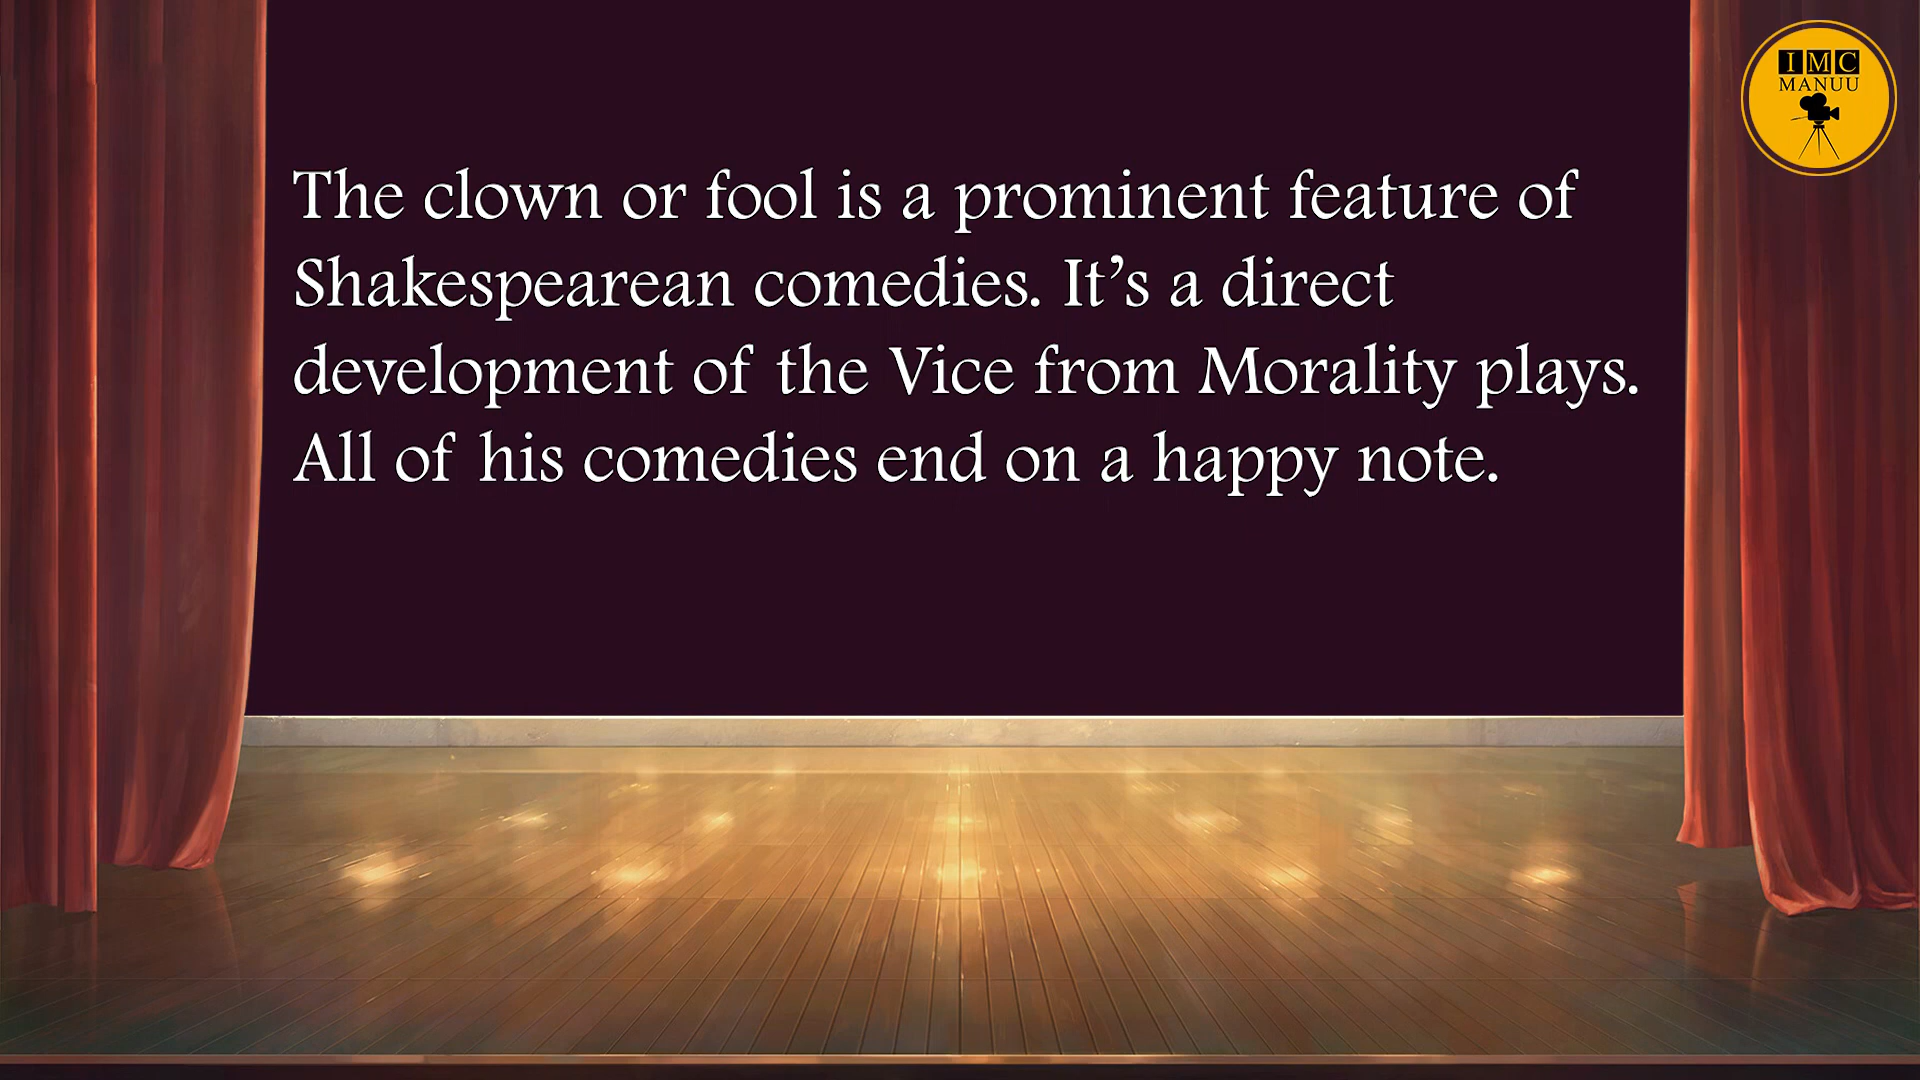 IMC
MANUU
The clown or fool is a prominent feature of
Shakespearean comedies. It’s a direct
development of the Vice from Morality plays.
All of his comedies end on a happy note.